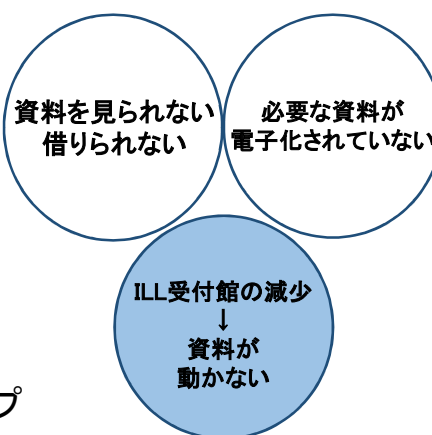 資料を見られない
借りられない
必要な資料が
電子化されていない
ILL受付館の減少
↓
資料が
動かない
プ